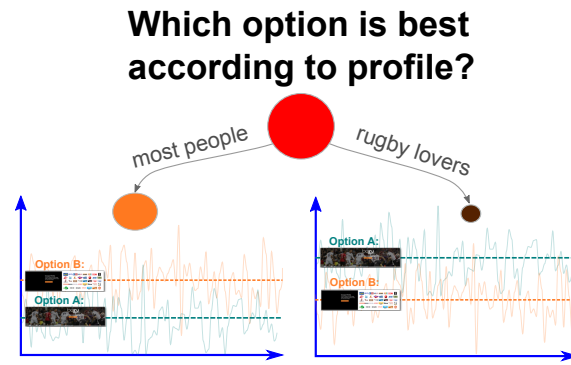 Which option is best
according to profile?
most people
rugby lovers
Option B:
Option A:
Option A:
Option B: